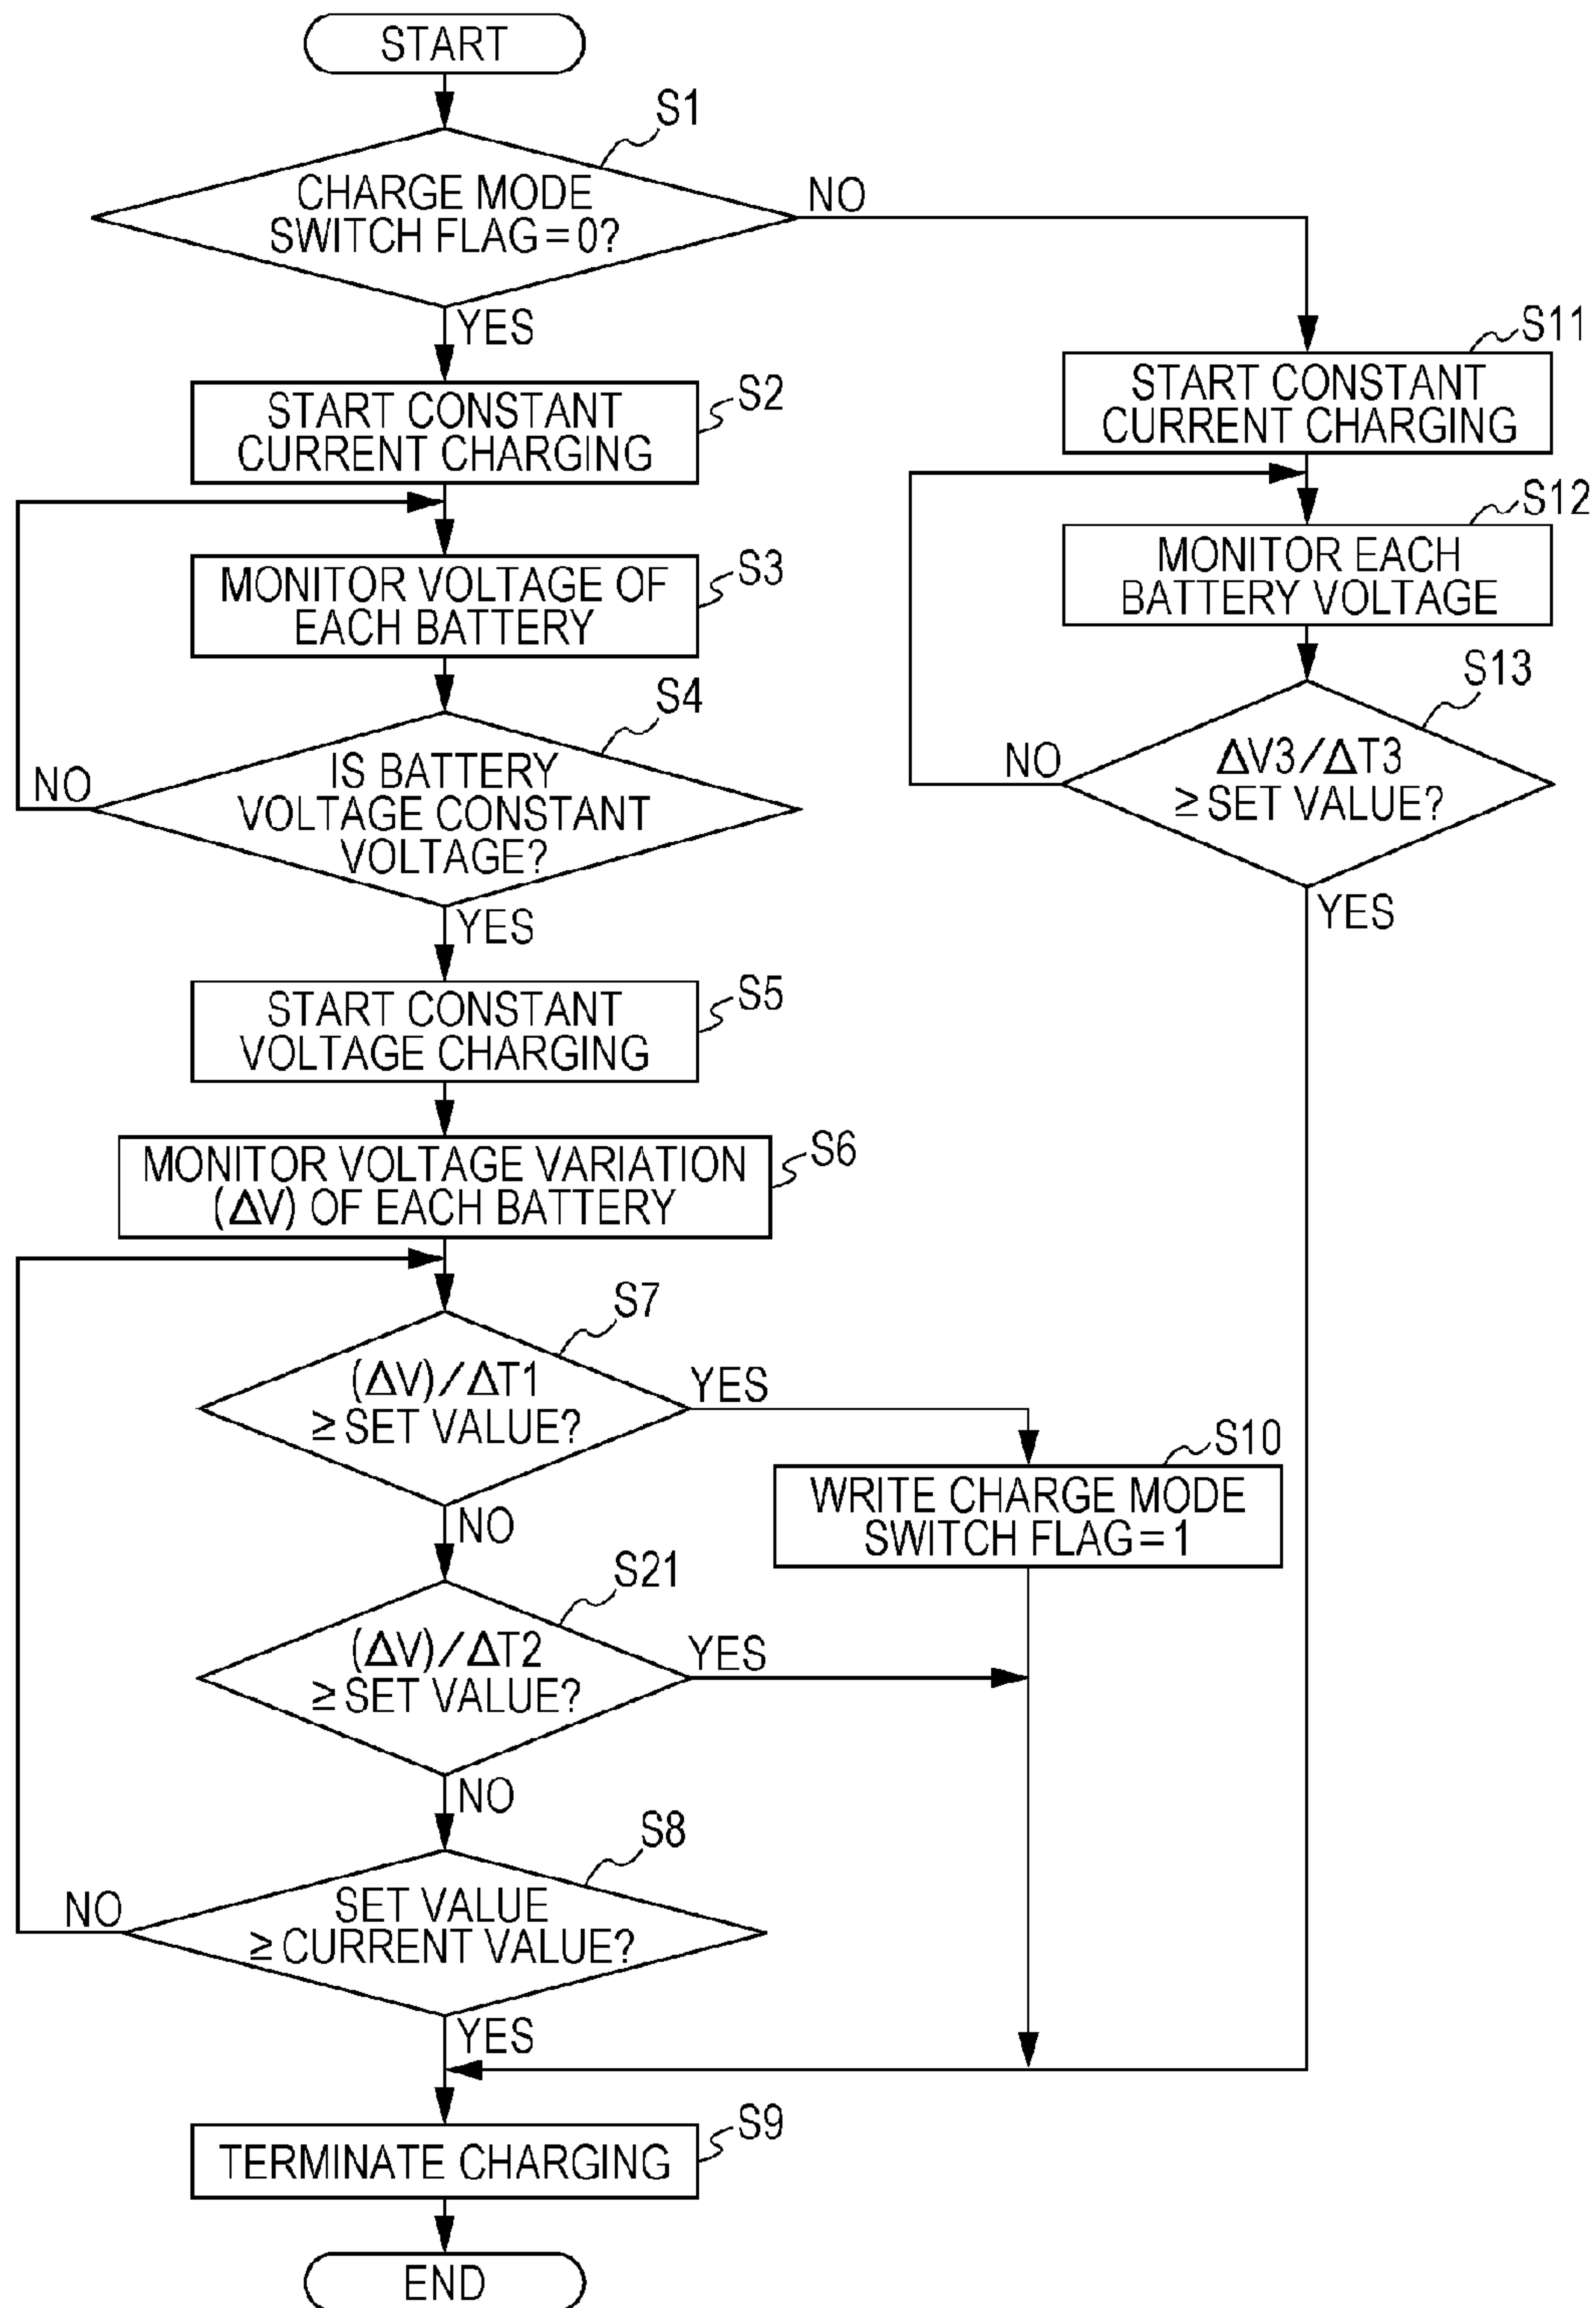 START
S1
CHARGE MODE
SWITCH FLAG = 0?
NO
YES
S2
START CONSTANT
CURRENT CHARGING
S3
MONITOR VOLTAGE OF
EACH BATTERY
S4
IS BATTERY
VOLTAGE CONSTANT
VOLTAGE?
NO
YES
S5
START CONSTANT
VOLTAGE CHARGING
S6
MONITOR VOLTAGE VARIATION
(ΔV) OF EACH BATTERY
S7
(ΔV)/ΔT1
≥ SET VALUE?
YES
NO
S10
WRITE CHARGE MODE
SWITCH FLAG = 1
S21
(ΔV)/ΔT2
≥ SET VALUE?
YES
NO
S8
SET VALUE
≥ CURRENT VALUE?
NO
YES
S11
START CONSTANT
CURRENT CHARGING
S12
MONITOR EACH
BATTERY VOLTAGE
S13
ΔV3/ΔT3
≥ SET VALUE?
NO
YES
S9
TERMINATE CHARGING
END